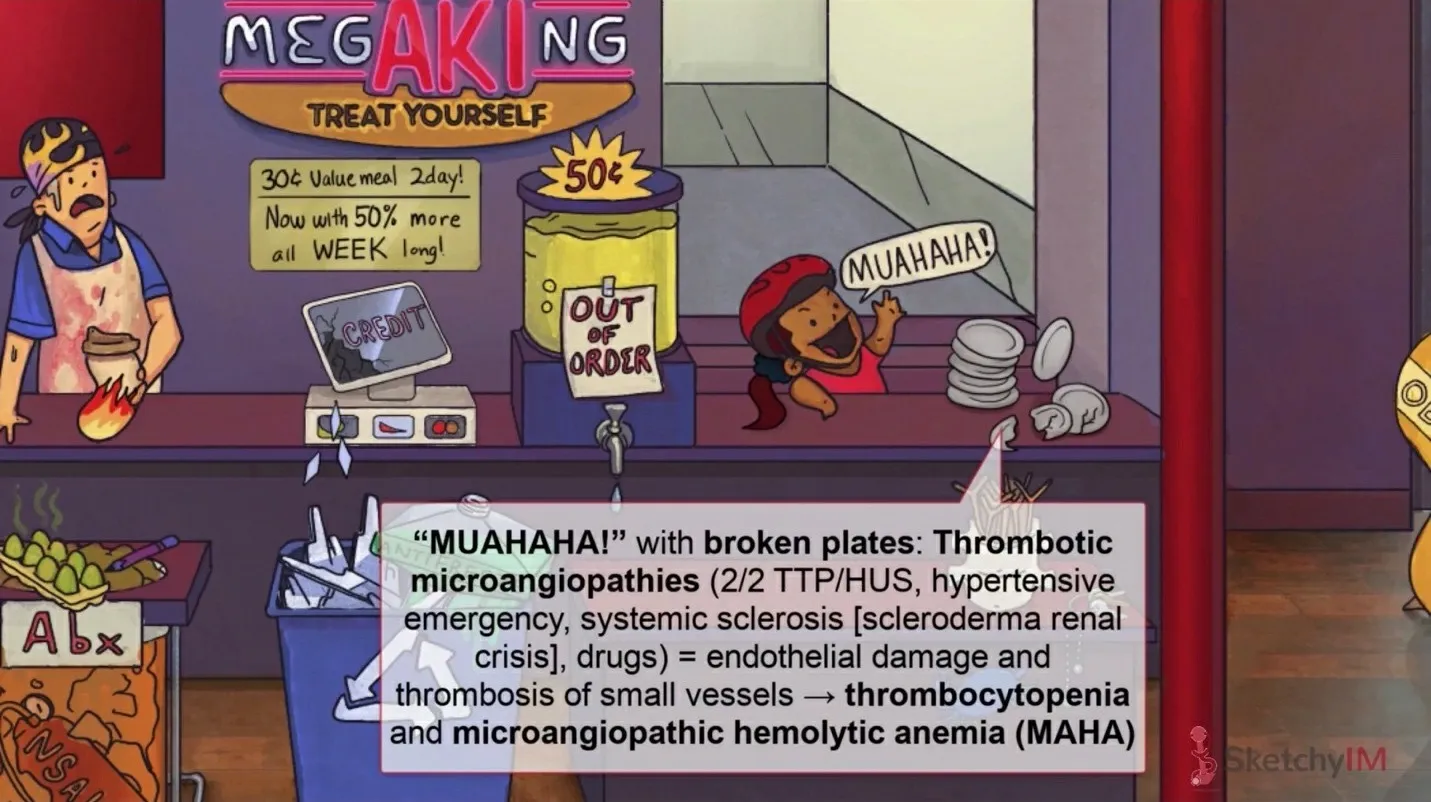 MEGAKING
TREAT YOURSELF
30¢ Value meal 2day!
Now with 50% more
all WEEK long!
50¢
CREDIT
OUT
OF
ORDER
MUAHAHA!
Abx
NSAI
“MUAHAHA!” with broken plates: Thrombotic
microangiopathies (2/2 TTP/HUS, hypertensive
emergency, systemic sclerosis [scleroderma renal
crisis], drugs) = endothelial damage and
thrombosis of small vessels → thrombocytopenia
and microangiopathic hemolytic anemia (MAHA)
SketchyIM